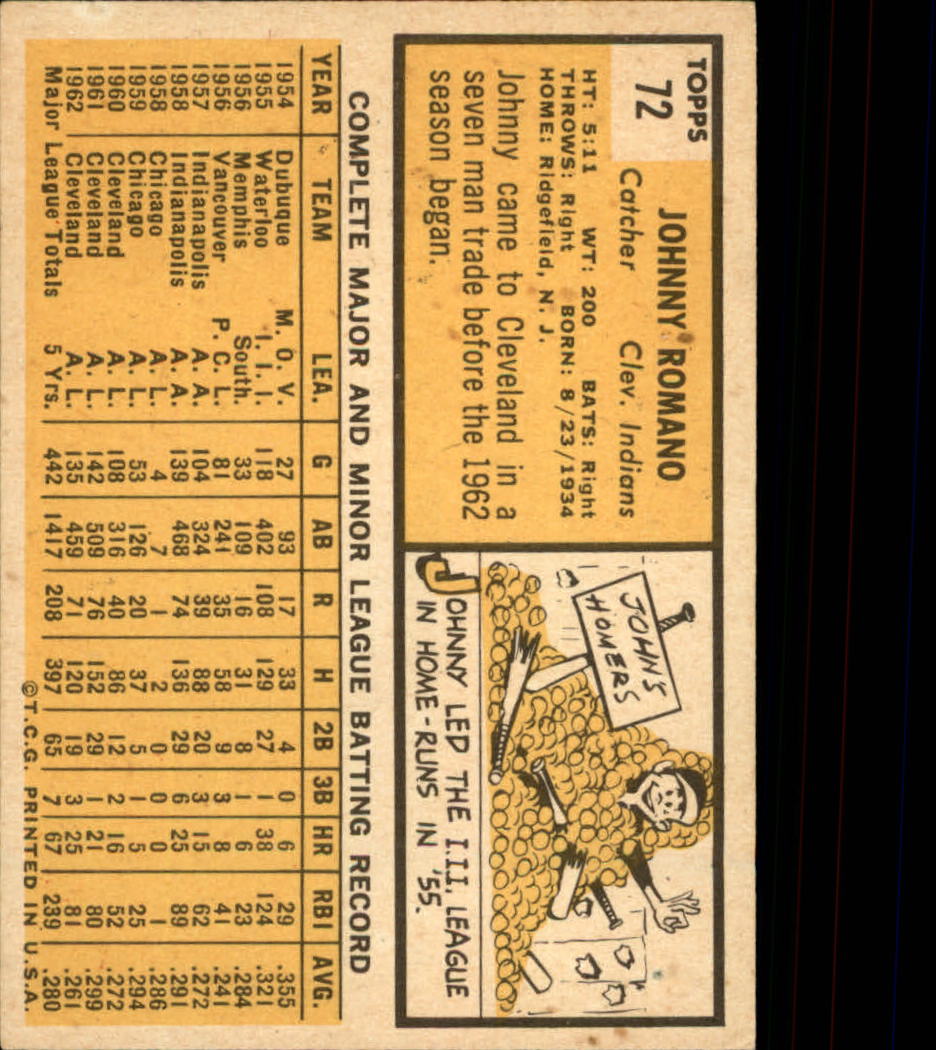 TOPPS
72
JOHNNY ROMANO
Catcher Clev. Indians
HT: 5:11 WT: 200 BATS: Right
THROWS: Right BORN: 8/23/1934
HOME: Ridgefield, N. J.
Johnny came to Cleveland in a
seven man trade before the 1962
season began.
JOHN'S
HOMERS
JOHNNY LED THE I.I.I. LEAGUE
IN HOME-RUNS IN '55.
COMPLETE MAJOR AND MINOR LEAGUE BATTING RECORD
YEAR TEAM LEA. G AB R H 2B 3B HR RBI AVG.
1954 Dubuque M. O. V. 27 93 17 33 4 0 6 29 .355
1955 Waterloo I. I. I. 118 402 108 129 27 1 38 124 .321
1956 Memphis South. 33 109 16 31 8 1 6 23 .284
1956 Vancouver P. C. L. 81 241 35 58 9 3 8 41 .241
1957 Indianapolis A. A. 104 324 39 88 20 3 15 62 .272
1958 Indianapolis A. A. 139 468 74 136 29 6 25 89 .291
1958 Chicago A. L. 4 7 1 2 0 0 0 1 .286
1959 Chicago A. L. 53 126 20 37 5 1 5 25 .294
1960 Cleveland A. L. 108 316 40 86 12 2 16 52 .272
1961 Cleveland A. L. 142 509 76 152 29 1 21 80 .299
1962 Cleveland A. L. 135 459 71 120 19 3 25 81 .261
Major League Totals 5 Yrs. 442 1417 208 397 65 7 67 239 .280
©T.C.G. PRINTED IN U.S.A.